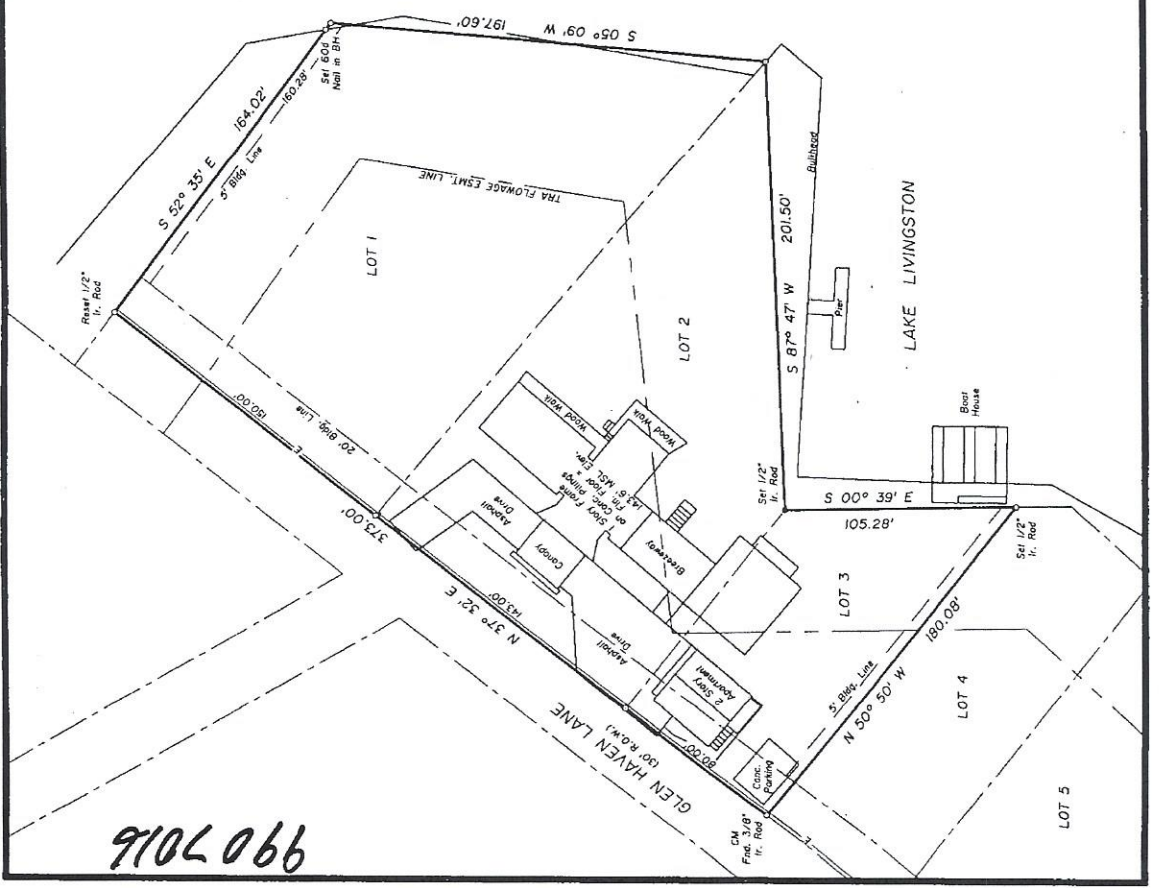 S 05° 09' W
197.60'
Set 60d
Nail in BH
160.28'
164.02'
S 52° 35' E
5' Bldg. Line
Reset 1/2"
Ir. Rod
TRA FLOWAGE ESMT. LINE
LOT 1
Bulkhead
201.50'
S 87° 47' W
Pier
LAKE LIVINGSTON
LOT 2
150.00'
E
20' Bldg. Line
Wood Walk
Wood Walk
Story Frame
on Conc. Pilings
Fin. Floor =
143.6' MSL Elev.
Boat
House
Asphalt
Drive
Canopy
Breezeway
Set 1/2"
Ir. Rod
S 00° 39' E
105.28'
373.00'
N 37° 32' E
143.00'
Asphalt
Drive
Set 1/2"
Ir. Rod
LOT 3
2 Story
Apartment
180.08'
N 50° 50' W
5' Bldg. Line
LOT 4
GLEN HAVEN LANE
(30' R.O.W.)
80.00'
Conc.
Parking
CM
Fnd. 3/8"
Ir. Rod
E
LOT 5
9907016